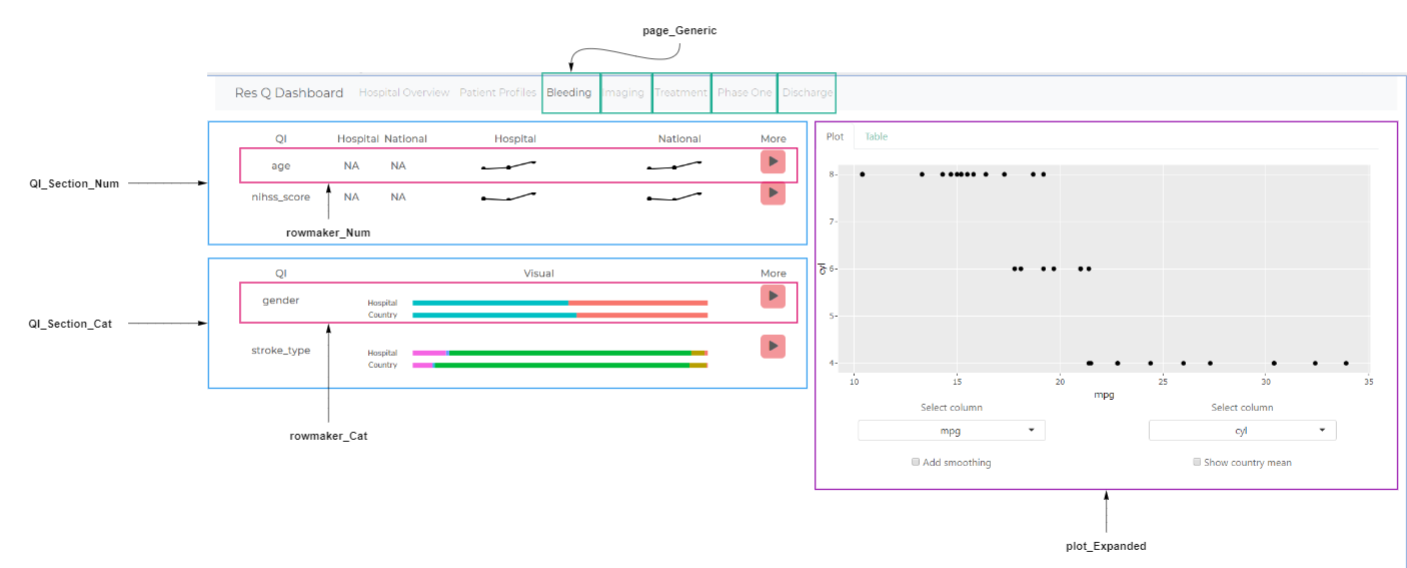 page_Generic
Res Q Dashboard Hospital Overview Patient Profiles Bleeding Imaging Treatment Phase One Discharge
QI Hospital National Hospital National More
age NA NA
nihss_score NA NA
QI_Section_Num
rowmaker_Num
QI Visual More
gender
Hospital
Country
stroke_type
Hospital
Country
QI_Section_Cat
rowmaker_Cat
Plot Table
8
7
6
5
4
cyl
10 15 20 25 30 35
mpg
Select column Select column
mpg cyl
Add smoothing Show country mean
plot_Expanded